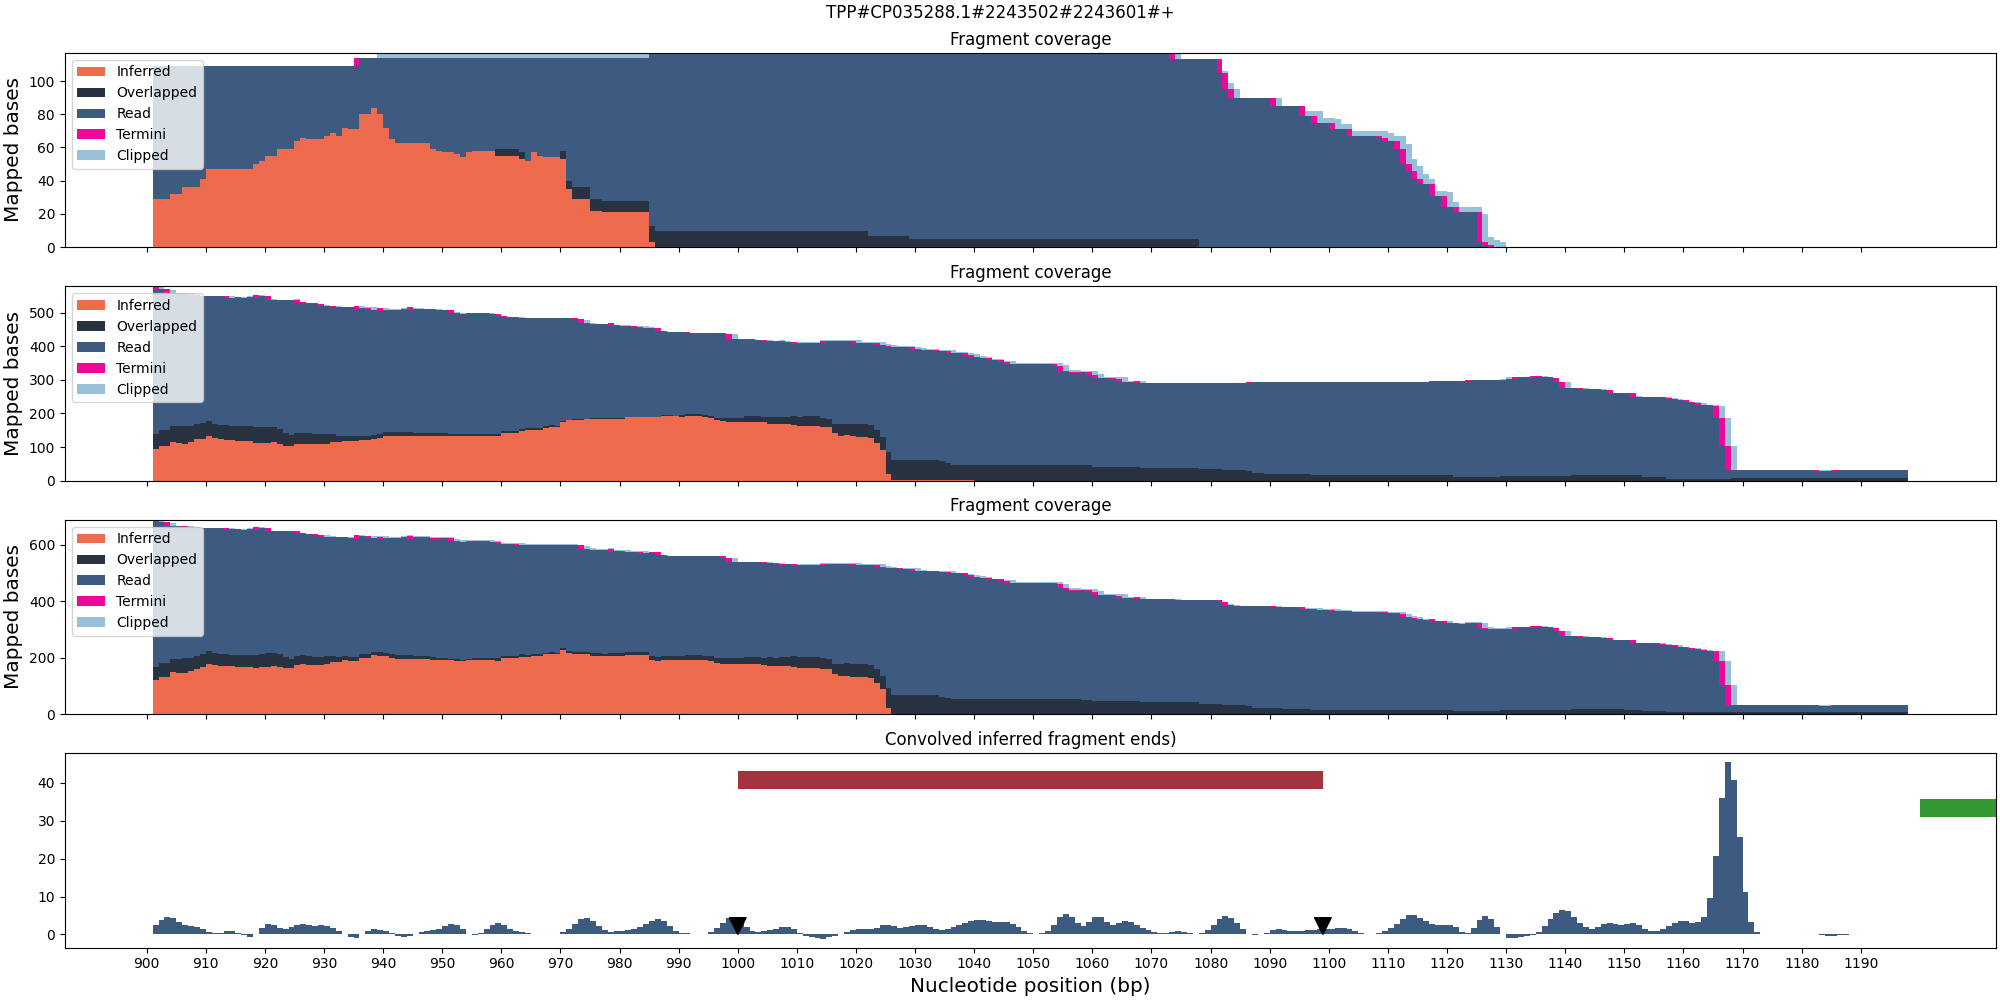 TPP#CP035288.1#2243502#2243601#+
Fragment coverage
Mapped bases
100
80
60
40
20
0
Inferred
Overlapped
Read
Termini
Clipped
Fragment coverage
Mapped bases
500
400
300
200
100
0
Inferred
Overlapped
Read
Termini
Clipped
Fragment coverage
Mapped bases
600
400
200
0
Inferred
Overlapped
Read
Termini
Clipped
Convolved inferred fragment ends)
40
30
20
10
0
900 910 920 930 940 950 960 970 980 990 1000 1010 1020 1030 1040 1050 1060 1070 1080 1090 1100 1110 1120 1130 1140 1150 1160 1170 1180 1190
Nucleotide position (bp)